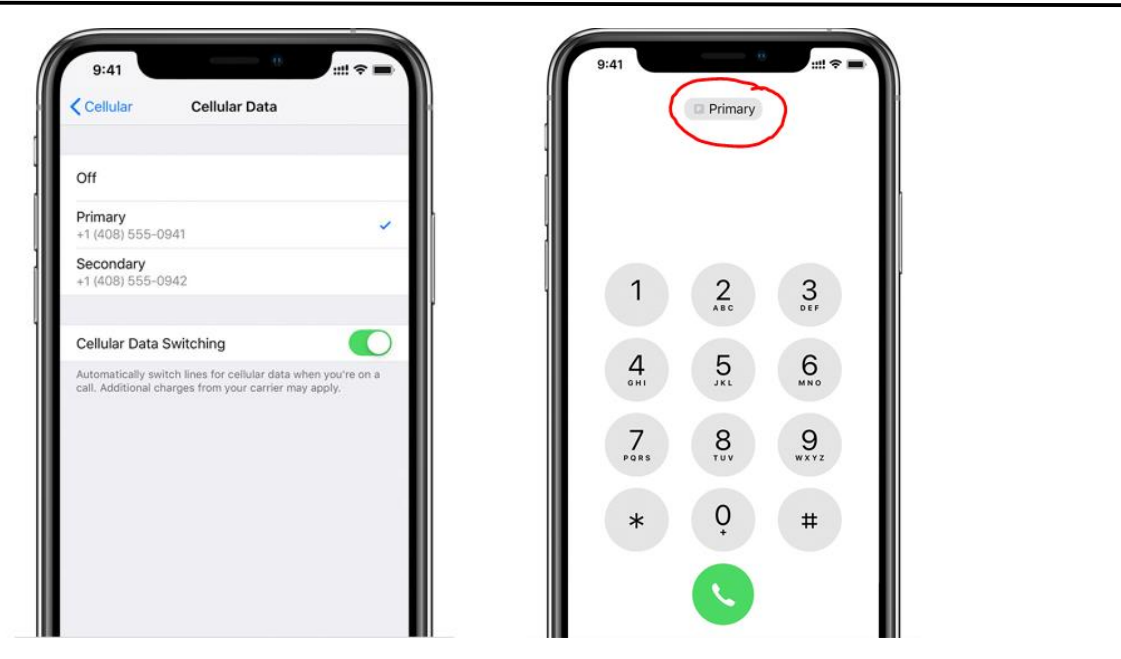 9:41
Cellular
Cellular Data
Off
Primary
+1 (408) 555-0941
Secondary
+1 (408) 555-0942
Cellular Data Switching
Automatically switch lines for cellular data when you're on a
call. Additional charges from your carrier may apply.
9:41
P Primary
1
2
ABC
3
DEF
4
GHI
5
JKL
6
MNO
7
PQRS
8
TUV
9
WXYZ
*
0
+
#